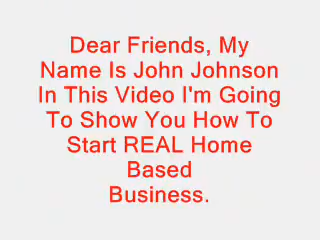 Dear Friends, My
Name Is John Johnson
In This Video I'm Going
To Show You How To
Start REAL Home
Based
Business.